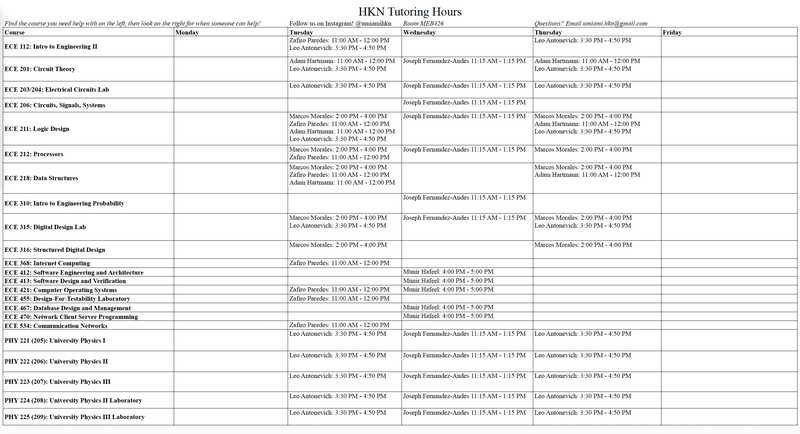 HKN Tutoring Hours
Find the course you need help with on the left, then look on the right for when someone can help! Follow us on Instagram! @umiamihkn Room MEB426 Questions? Email umiami.hkn@gmail.com
Course Monday Tuesday Wednesday Thursday Friday
ECE 112: Intro to Engineering II
Zafiro Paredes: 11:00 AM - 12:00 PM
Leo Antonevich: 3:30 PM - 4:50 PM
Leo Antonevich: 3:30 PM - 4:50 PM
ECE 201: Circuit Theory
Adam Hartmann: 11:00 AM - 12:00 PM
Leo Antonevich: 3:30 PM - 4:50 PM
Joseph Fernandez-Andes 11:15 AM - 1:15 PM
Adam Hartmann: 11:00 AM - 12:00 PM
Leo Antonevich: 3:30 PM - 4:50 PM
ECE 203/204: Electrical Circuits Lab
Leo Antonevich: 3:30 PM - 4:50 PM
Joseph Fernandez-Andes 11:15 AM - 1:15 PM
Leo Antonevich: 3:30 PM - 4:50 PM
ECE 206: Circuits, Signals, Systems
Joseph Fernandez-Andes 11:15 AM - 1:15 PM
ECE 211: Logic Design
Marcos Morales: 2:00 PM - 4:00 PM
Zafiro Paredes: 11:00 AM - 12:00 PM
Adam Hartmann: 11:00 AM - 12:00 PM
Leo Antonevich: 3:30 PM - 4:50 PM
Joseph Fernandez-Andes 11:15 AM - 1:15 PM
Marcos Morales: 2:00 PM - 4:00 PM
Adam Hartmann: 11:00 AM - 12:00 PM
Leo Antonevich: 3:30 PM - 4:50 PM
ECE 212: Processors
Marcos Morales: 2:00 PM - 4:00 PM
Zafiro Paredes: 11:00 AM - 12:00 PM
Joseph Fernandez-Andes 11:15 AM - 1:15 PM
Marcos Morales: 2:00 PM - 4:00 PM
ECE 218: Data Structures
Marcos Morales: 2:00 PM - 4:00 PM
Zafiro Paredes: 11:00 AM - 12:00 PM
Adam Hartmann: 11:00 AM - 12:00 PM
Marcos Morales: 2:00 PM - 4:00 PM
Adam Hartmann: 11:00 AM - 12:00 PM
ECE 310: Intro to Engineering Probability
Joseph Fernandez-Andes 11:15 AM - 1:15 PM
ECE 315: Digital Design Lab
Marcos Morales: 2:00 PM - 4:00 PM
Leo Antonevich: 3:30 PM - 4:50 PM
Joseph Fernandez-Andes 11:15 AM - 1:15 PM
Marcos Morales: 2:00 PM - 4:00 PM
Leo Antonevich: 3:30 PM - 4:50 PM
ECE 316: Structured Digital Design
Marcos Morales: 2:00 PM - 4:00 PM
Marcos Morales: 2:00 PM - 4:00 PM
ECE 368: Internet Computing
Zafiro Paredes: 11:00 AM - 12:00 PM
ECE 412: Software Engineering and Architecture
Munir Hafeel: 4:00 PM - 5:00 PM
ECE 413: Software Design and Verification
Munir Hafeel: 4:00 PM - 5:00 PM
ECE 421: Computer Operating Systems
Zafiro Paredes: 11:00 AM - 12:00 PM
Munir Hafeel: 4:00 PM - 5:00 PM
ECE 455: Design-For-Testability Laboratory
Zafiro Paredes: 11:00 AM - 12:00 PM
ECE 467: Database Design and Management
Munir Hafeel: 4:00 PM - 5:00 PM
ECE 470: Network Client Server Programming
Munir Hafeel: 4:00 PM - 5:00 PM
ECE 534: Communication Networks
Zafiro Paredes: 11:00 AM - 12:00 PM
PHY 221 (205): University Physics I
Leo Antonevich: 3:30 PM - 4:50 PM
Joseph Fernandez-Andes 11:15 AM - 1:15 PM
Leo Antonevich: 3:30 PM - 4:50 PM
PHY 222 (206): University Physics II
Leo Antonevich: 3:30 PM - 4:50 PM
Joseph Fernandez-Andes 11:15 AM - 1:15 PM
Leo Antonevich: 3:30 PM - 4:50 PM
PHY 223 (207): University Physics III
Leo Antonevich: 3:30 PM - 4:50 PM
Joseph Fernandez-Andes 11:15 AM - 1:15 PM
Leo Antonevich: 3:30 PM - 4:50 PM
PHY 224 (208): University Physics II Laboratory
Leo Antonevich: 3:30 PM - 4:50 PM
Joseph Fernandez-Andes 11:15 AM - 1:15 PM
Leo Antonevich: 3:30 PM - 4:50 PM
PHY 225 (209): University Physics III Laboratory
Leo Antonevich: 3:30 PM - 4:50 PM
Joseph Fernandez-Andes 11:15 AM - 1:15 PM
Leo Antonevich: 3:30 PM - 4:50 PM